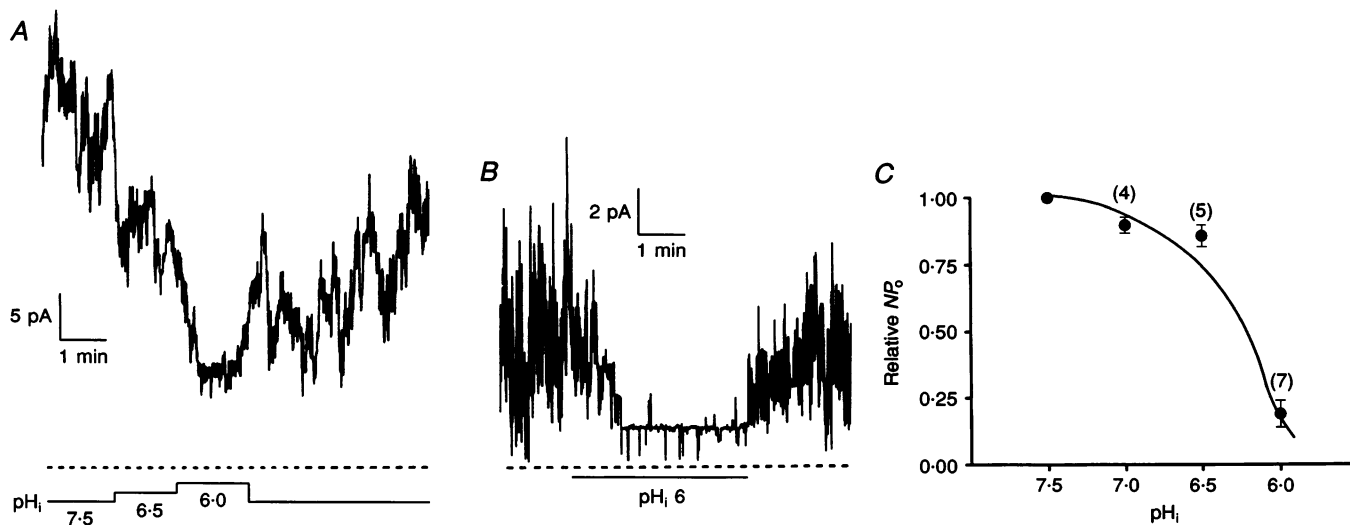 A
5 pA
1 min
pHi
7·5
6·5
6·0
B
2 pA
1 min
pHi 6
C
Relative NPo
1·00
0·75
0·50
0·25
0·00
(4)
(5)
(7)
7·5
7·0
6·5
6·0
pHi